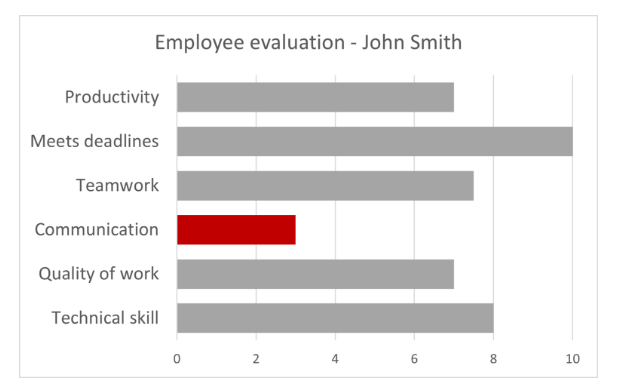 Employee evaluation - John Smith
Productivity
Meets deadlines
Teamwork
Communication
Quality of work
Technical skill
0 2 4 6 8 10